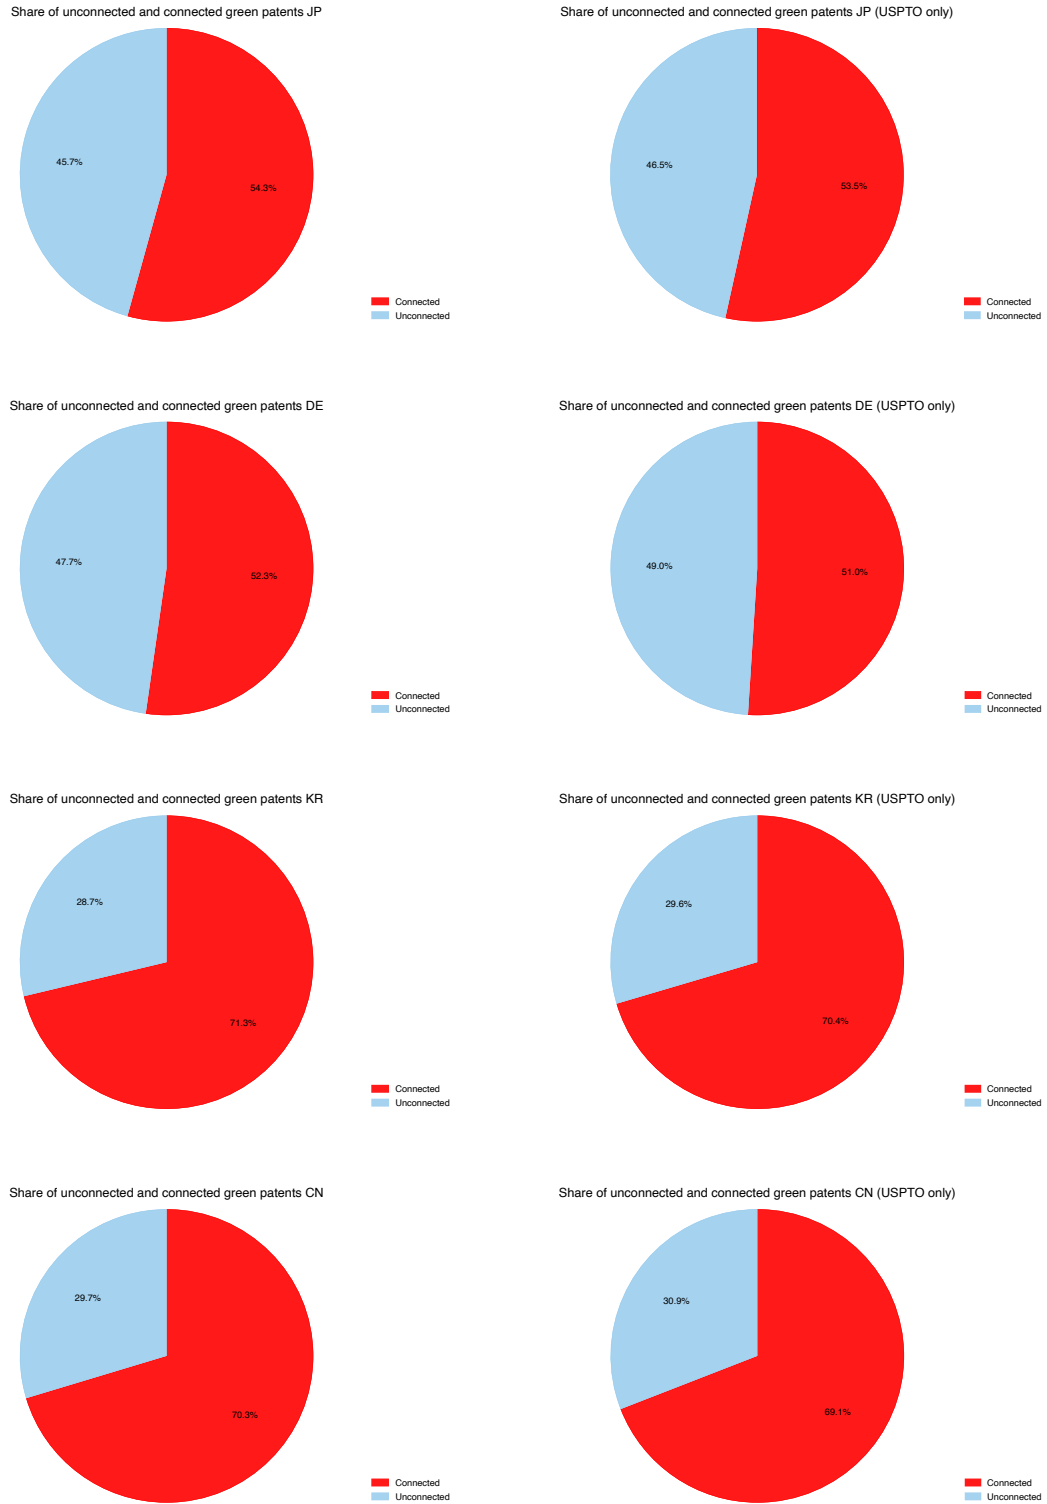 Share of unconnected and connected green patents JP
45.7%
54.3%
Connected
Unconnected
Share of unconnected and connected green patents JP (USPTO only)
46.5%
53.5%
Connected
Unconnected
Share of unconnected and connected green patents DE
47.7%
52.3%
Connected
Unconnected
Share of unconnected and connected green patents DE (USPTO only)
49.0%
51.0%
Connected
Unconnected
Share of unconnected and connected green patents KR
28.7%
71.3%
Connected
Unconnected
Share of unconnected and connected green patents KR (USPTO only)
29.6%
70.4%
Connected
Unconnected
Share of unconnected and connected green patents CN
29.7%
70.3%
Connected
Unconnected
Share of unconnected and connected green patents CN (USPTO only)
30.9%
69.1%
Connected
Unconnected